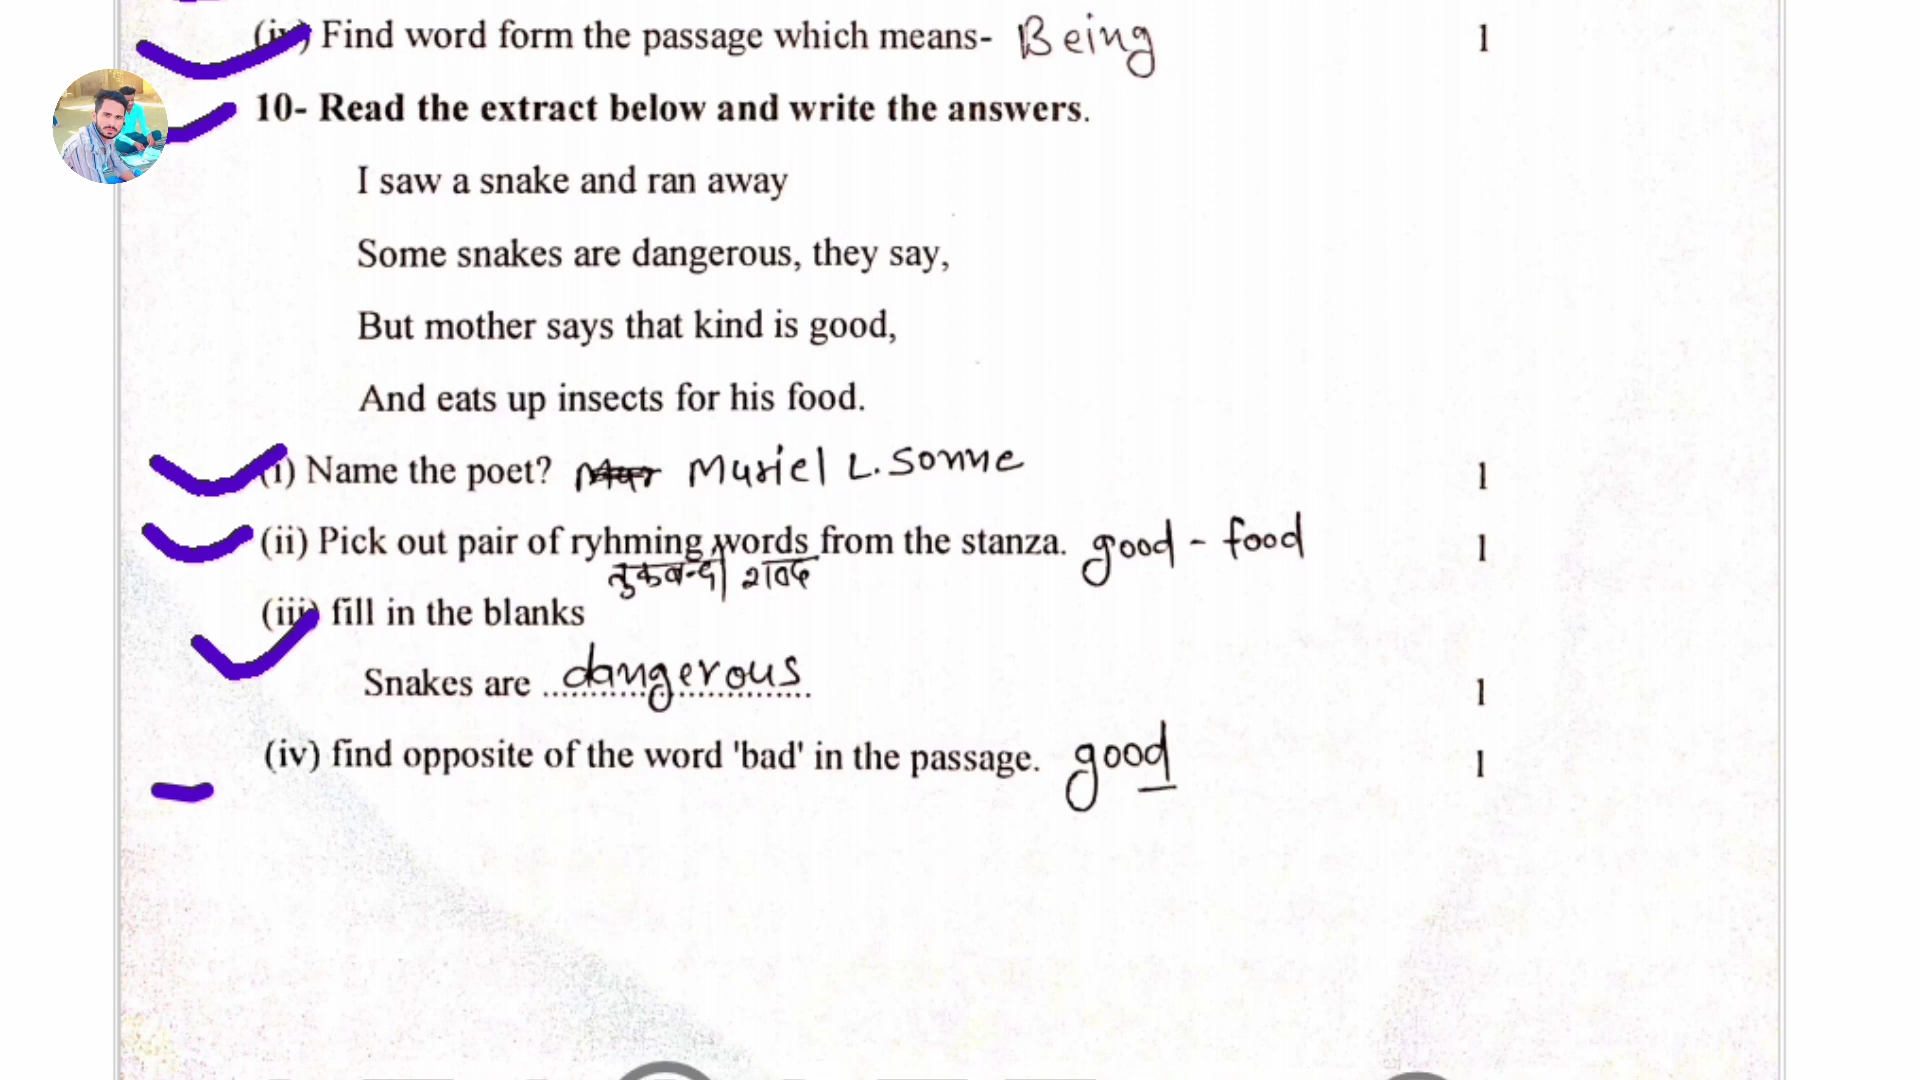 (iv) Find word form the passage which means- Being 1
10- Read the extract below and write the answers.
I saw a snake and ran away
Some snakes are dangerous, they say,
But mother says that kind is good,
And eats up insects for his food.
(i) Name the poet? Muriel L. Sonne 1
(ii) Pick out pair of ryhming words from the stanza. good - food 1
तुकबन्दी शब्द
(iii) fill in the blanks
Snakes are dangerous 1
(iv) find opposite of the word 'bad' in the passage. good 1